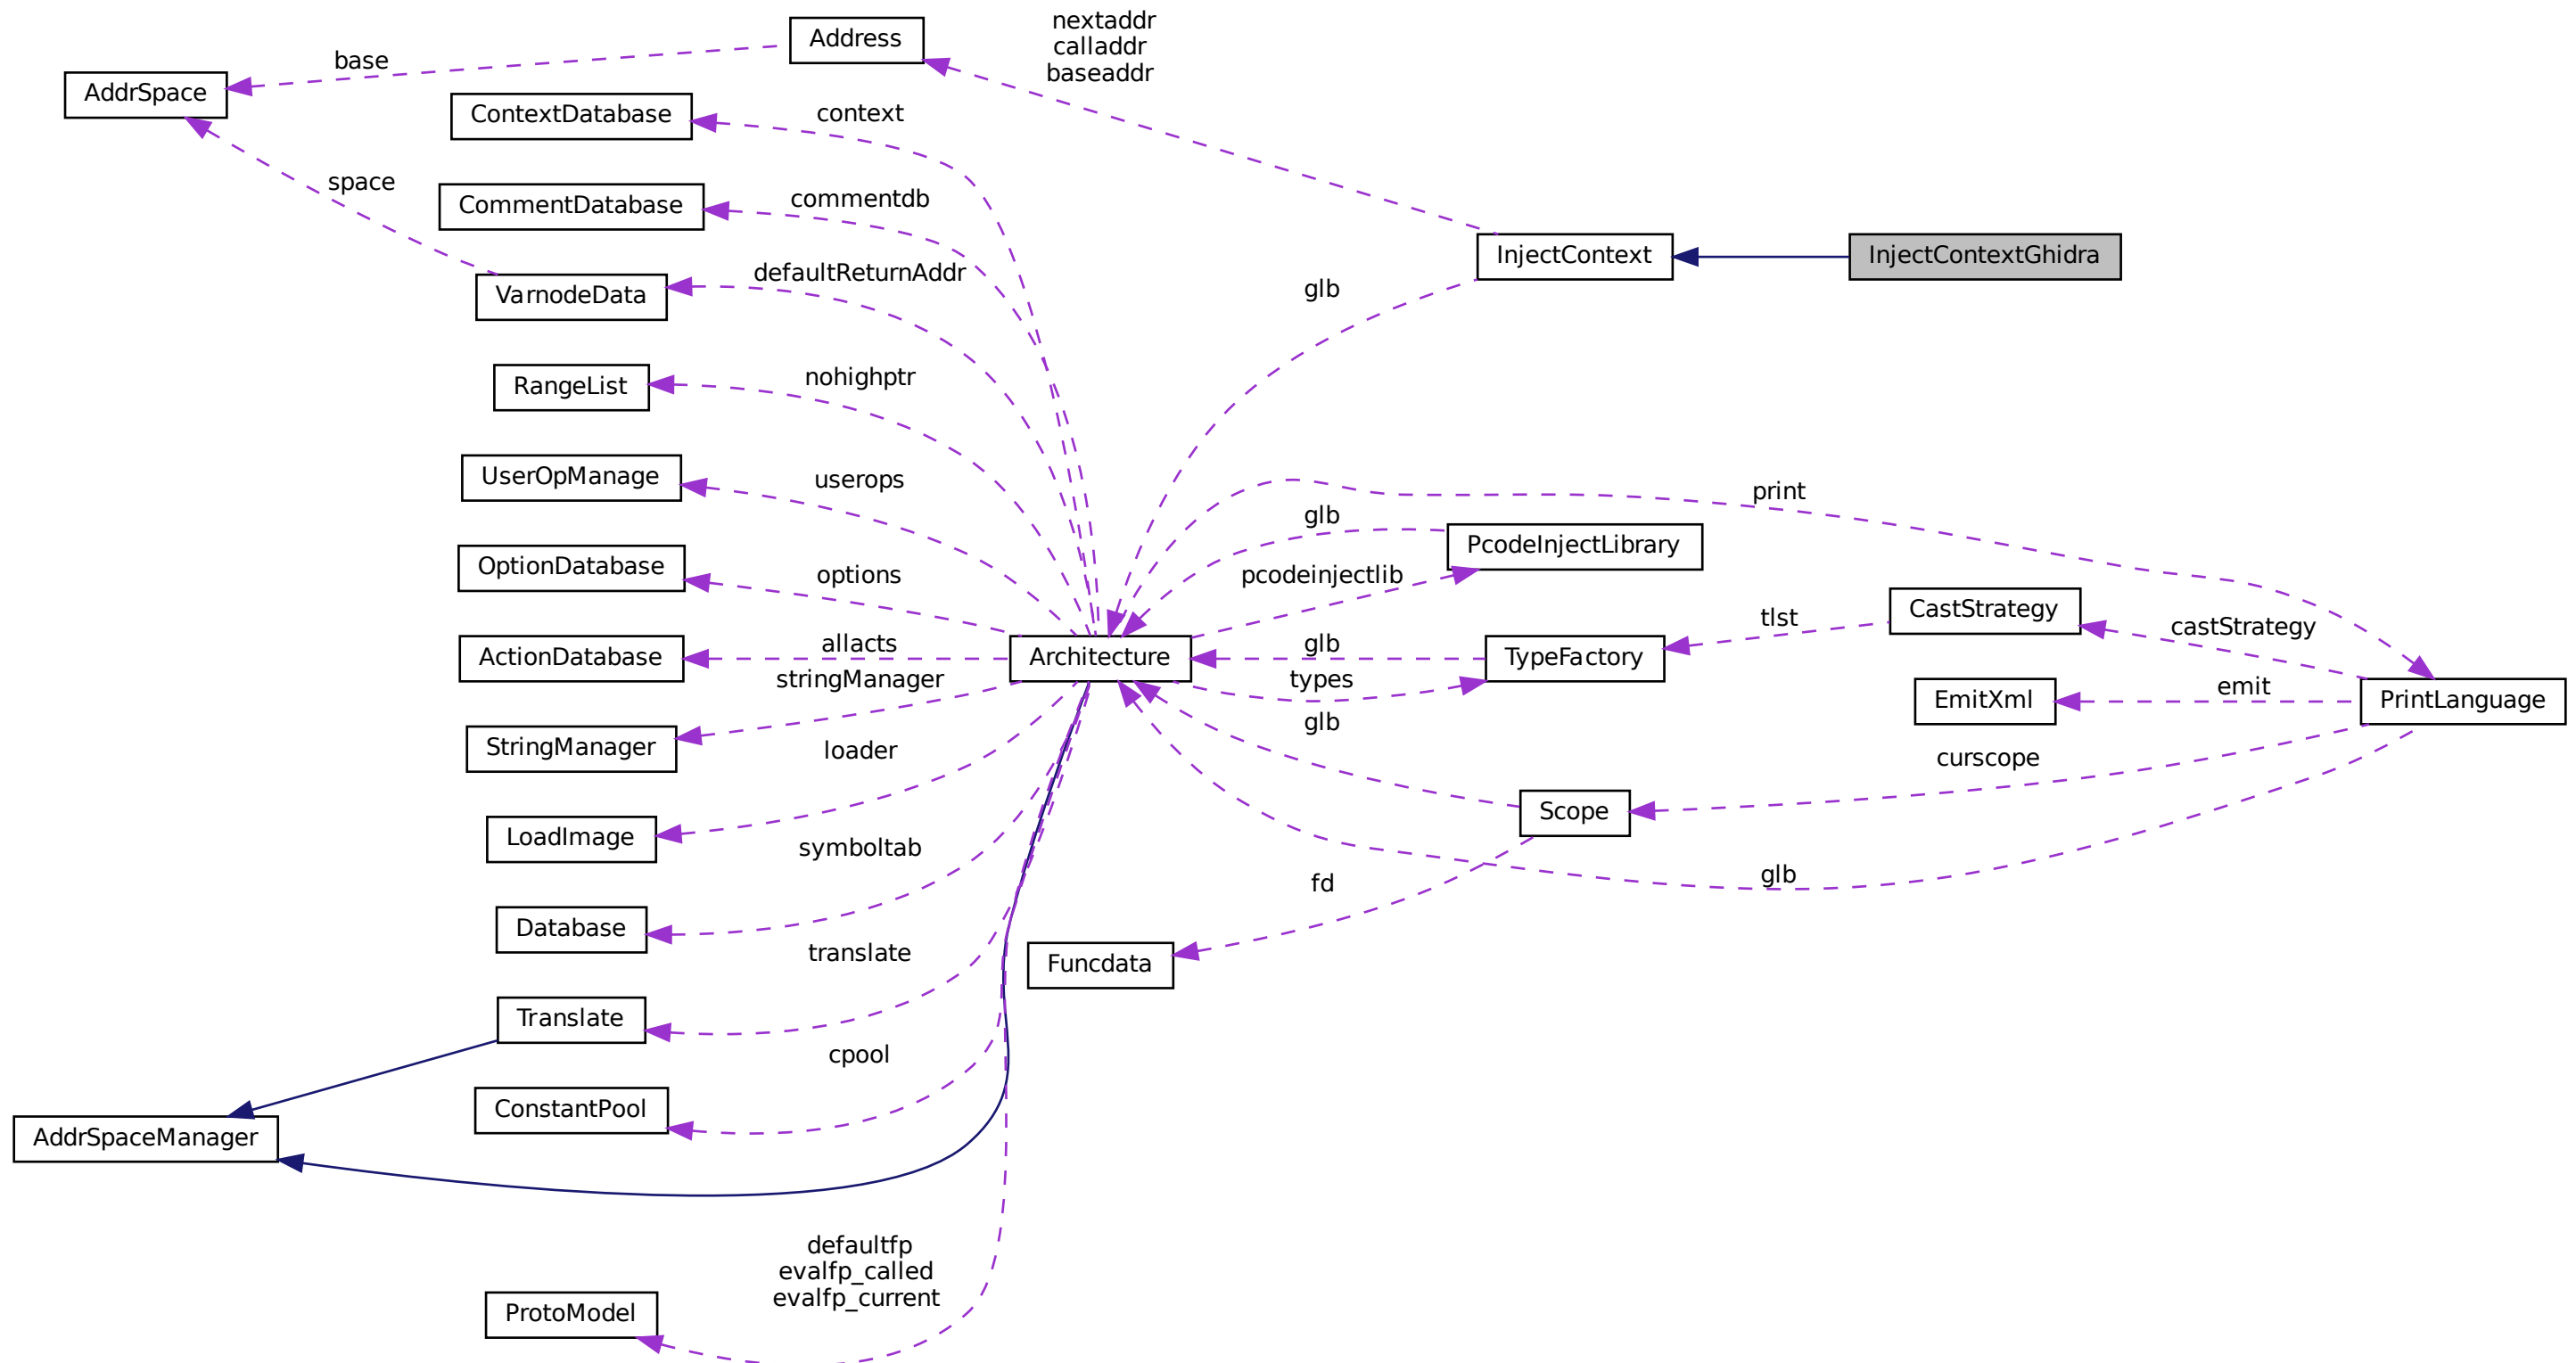 nextaddr
calladdr
baseaddr
Address
base
AddrSpace
ContextDatabase
context
space
CommentDatabase
commentdb
InjectContext
InjectContextGhidra
VarnodeData
defaultReturnAddr
glb
RangeList
nohighptr
UserOpManage
userops
print
glb
PcodeInjectLibrary
OptionDatabase
options
pcodeinjectlib
CastStrategy
tlst
castStrategy
ActionDatabase
allacts
Architecture
glb
TypeFactory
stringManager
types
EmitXml
emit
PrintLanguage
glb
StringManager
loader
curscope
LoadImage
Scope
symboltab
glb
fd
Database
translate
Funcdata
Translate
cpool
ConstantPool
AddrSpaceManager
defaultfp
evalfp_called
evalfp_current
ProtoModel